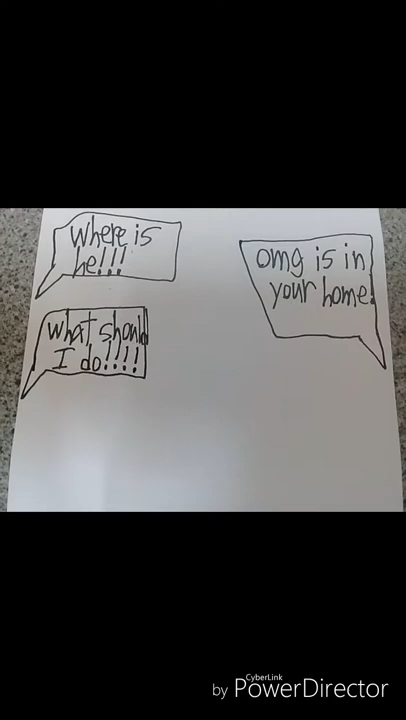 where is
he!!!
omg is in
your home.
what should
I do!!!!
CyberLink
by PowerDirector